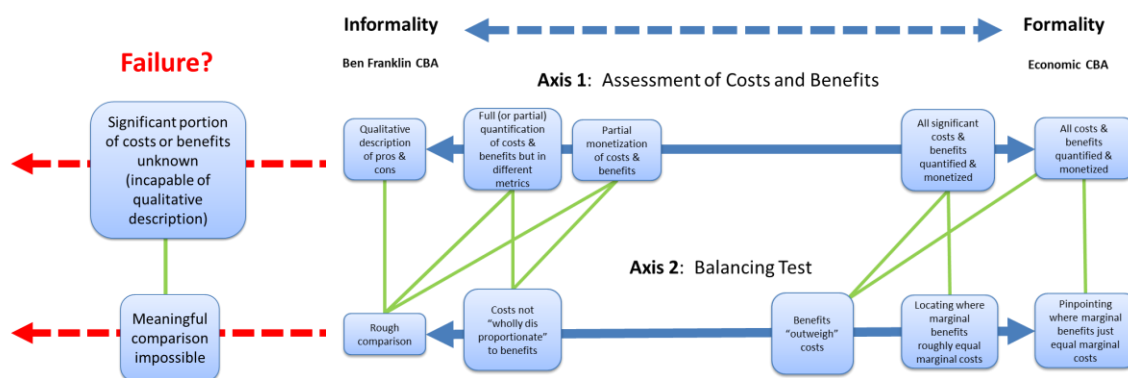 Informality
Formality
Ben Franklin CBA
Economic CBA
Failure?
Axis 1: Assessment of Costs and Benefits
Significant portion
of costs or benefits
unknown
(incapable of
qualitative
description)
Qualitative
description
of pros &
cons
Full (or partial)
quantification
of costs &
benefits but in
different
metrics
Partial
monetization
of costs &
benefits
All significant
costs &
benefits
quantified &
monetized
All costs &
benefits
quantified &
monetized
Axis 2: Balancing Test
Meaningful
comparison
impossible
Rough
comparison
Costs not
"wholly dis
proportionate"
to benefits
Benefits
"outweigh"
costs
Locating where
marginal
benefits
roughly equal
marginal costs
Pinpointing
where marginal
benefits just
equal marginal
costs